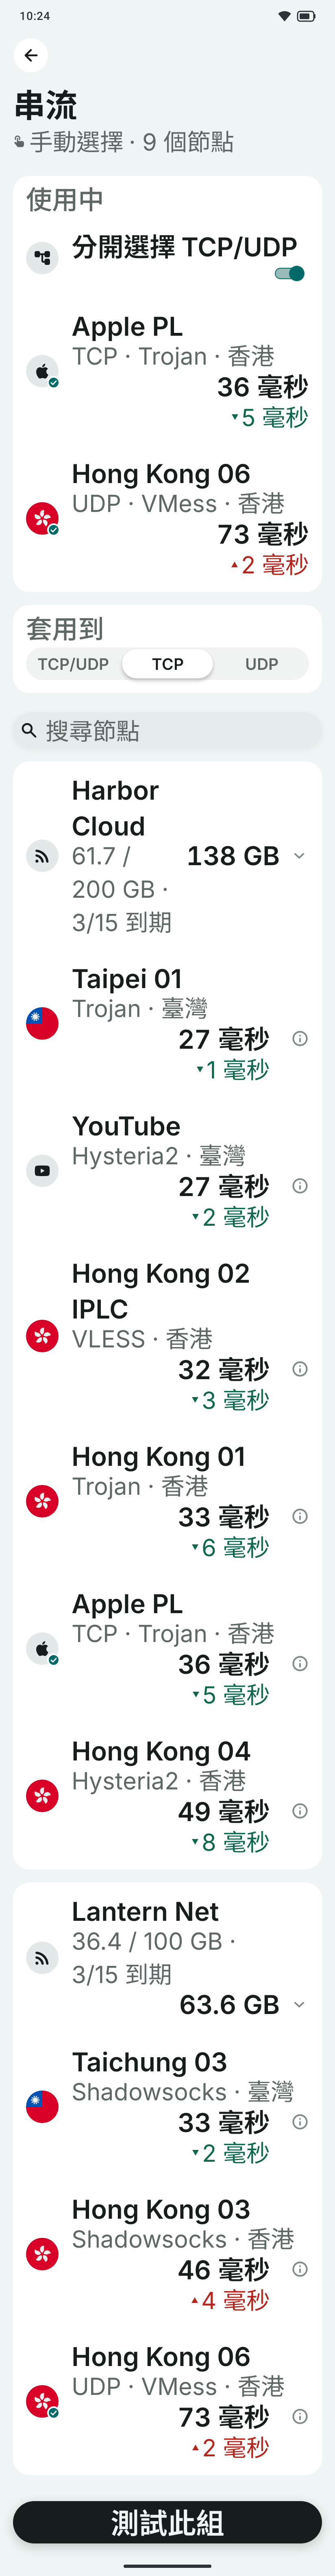 10:24
串流
手動選擇 · 9 個節點
使用中
分開選擇 TCP/UDP
Apple PL
TCP · Trojan · 香港
36 毫秒
▼5 毫秒
Hong Kong 06
UDP · VMess · 香港
73 毫秒
▲2 毫秒
套用到
TCP/UDP TCP UDP
搜尋節點
Harbor
Cloud
61.7 /
200 GB ·
3/15 到期
138 GB
Taipei 01
Trojan · 臺灣
27 毫秒
▼1 毫秒
YouTube
Hysteria2 · 臺灣
27 毫秒
▼2 毫秒
Hong Kong 02
IPLC
VLESS · 香港
32 毫秒
▼3 毫秒
Hong Kong 01
Trojan · 香港
33 毫秒
▼6 毫秒
Apple PL
TCP · Trojan · 香港
36 毫秒
▼5 毫秒
Hong Kong 04
Hysteria2 · 香港
49 毫秒
▼8 毫秒
Lantern Net
36.4 / 100 GB ·
3/15 到期
63.6 GB
Taichung 03
Shadowsocks · 臺灣
33 毫秒
▼2 毫秒
Hong Kong 03
Shadowsocks · 香港
46 毫秒
▲4 毫秒
Hong Kong 06
UDP · VMess · 香港
73 毫秒
▲2 毫秒
測試此組